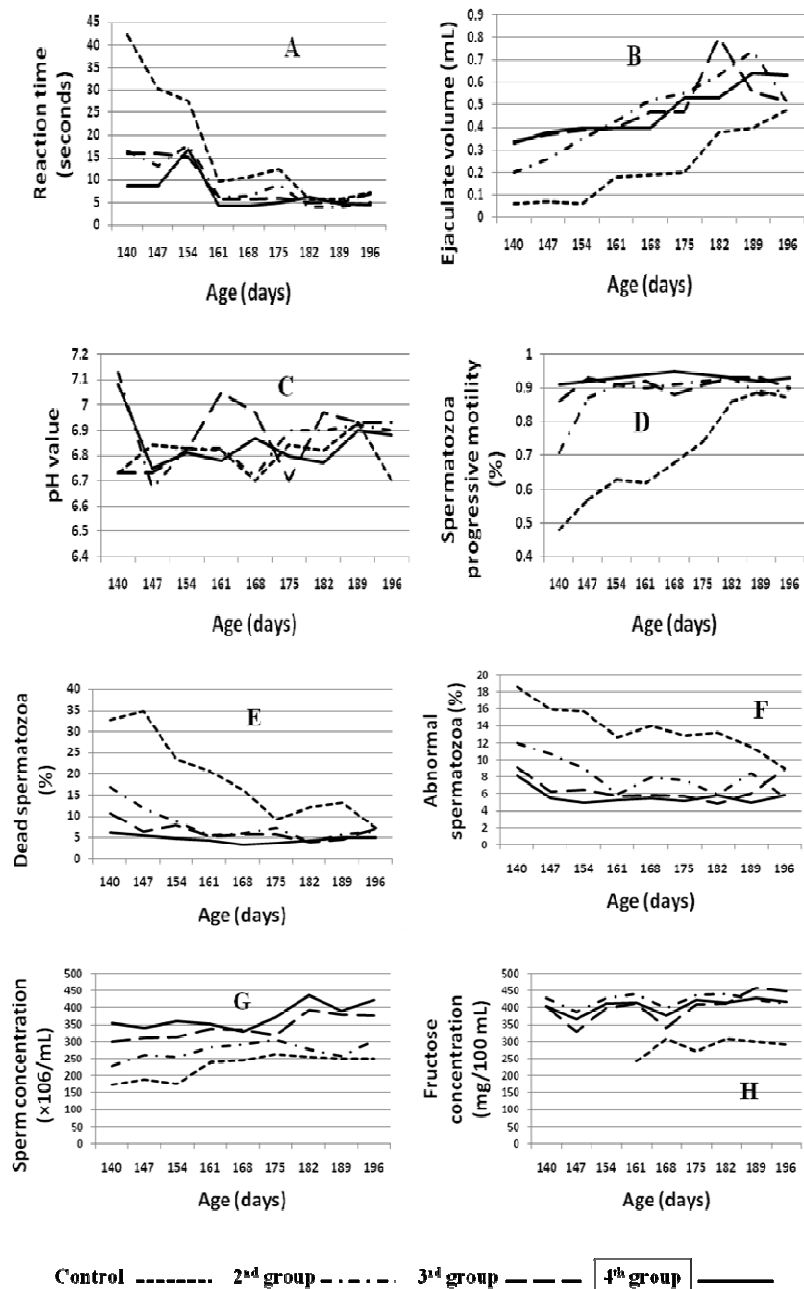 A
Reaction time
(seconds)
45
40
35
30
25
20
15
10
5
0
140 147 154 161 168 175 182 189 196
Age (days)
B
Ejaculate volume (mL)
0.9
0.8
0.7
0.6
0.5
0.4
0.3
0.2
0.1
0
140 147 154 161 168 175 182 189 196
Age (days)
C
pH value
7.2
7.1
7
6.9
6.8
6.7
6.6
6.5
6.4
140 147 154 161 168 175 182 189 196
Age (days)
D
Spermatozoa
progressive motility
(%)
1
0.9
0.8
0.7
0.6
0.5
0.4
140 147 154 161 168 175 182 189 196
Age (days)
E
Dead spermatozoa
(%)
40
35
30
25
20
15
10
5
0
140 147 154 161 168 175 182 189 196
Age (days)
F
Abnormal
spermatozoa (%)
20
18
16
14
12
10
8
6
4
2
0
140 147 154 161 168 175 182 189 196
Age (days)
G
Sperm concentration
(×106/mL)
500
450
400
350
300
250
200
150
100
50
0
140 147 154 161 168 175 182 189 196
Age (days)
H
Fructose
concentration
(mg/100 mL)
500
450
400
350
300
250
200
150
100
50
0
140 147 154 161 168 175 182 189 196
Age (days)
Control 2nd group 3rd group 4th group